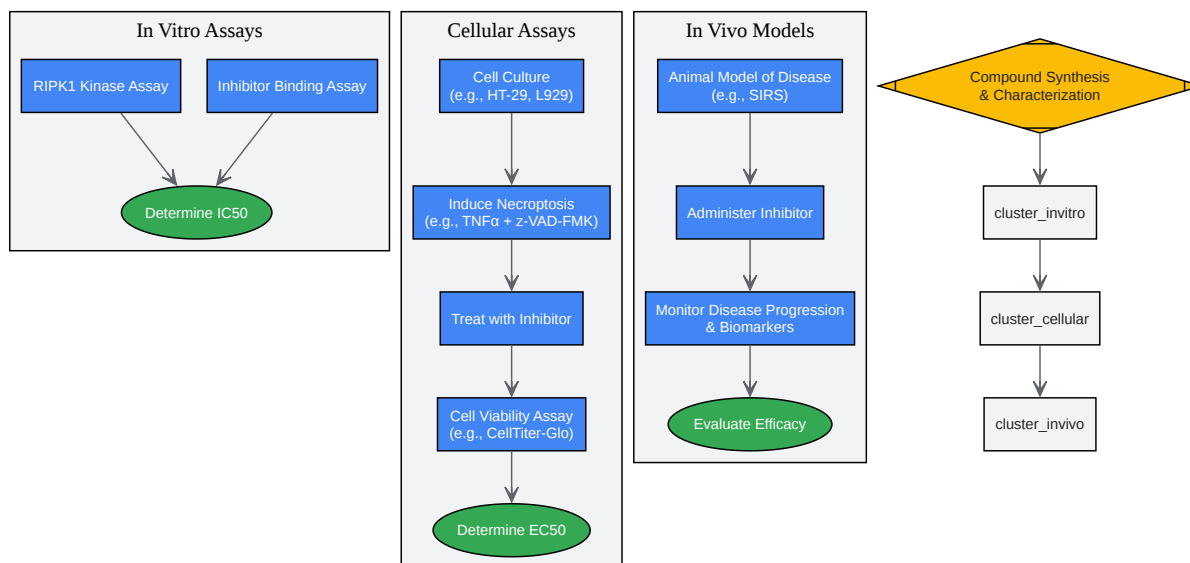 In Vitro Assays
RIPK1 Kinase Assay
Inhibitor Binding Assay
Determine IC50
Cellular Assays
Cell Culture
(e.g., HT-29, L929)
Induce Necroptosis
(e.g., TNFα + z-VAD-FMK)
Treat with Inhibitor
Cell Viability Assay
(e.g., CellTiter-Glo)
Determine EC50
In Vivo Models
Animal Model of Disease
(e.g., SIRS)
Administer Inhibitor
Monitor Disease Progression
& Biomarkers
Evaluate Efficacy
Compound Synthesis
& Characterization
cluster_invitro
cluster_cellular
cluster_invivo